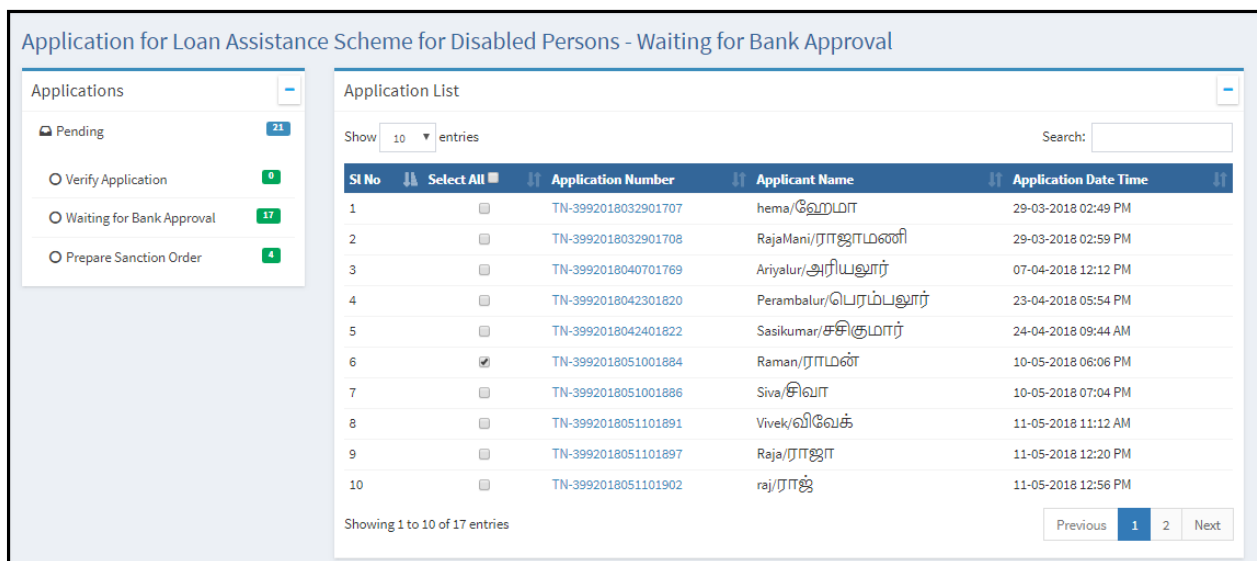 Application for Loan Assistance Scheme for Disabled Persons - Waiting for Bank Approval
Applications
Pending 21
Verify Application 0
Waiting for Bank Approval 17
Prepare Sanction Order 4
Application List
Show 10 entries Search:
Sl No Select All Application Number Applicant Name Application Date Time
1 TN-3992018032901707 hema/ஹேமா 29-03-2018 02:49 PM
2 TN-3992018032901708 RajaMani/ராஜாமணி 29-03-2018 02:59 PM
3 TN-3992018040701769 Ariyalur/அரியலூர் 07-04-2018 12:12 PM
4 TN-3992018042301820 Perambalur/பெரம்பலூர் 23-04-2018 05:54 PM
5 TN-3992018042401822 Sasikumar/சசிகுமார் 24-04-2018 09:44 AM
6 TN-3992018051001884 Raman/ராமன் 10-05-2018 06:06 PM
7 TN-3992018051001886 Siva/சிவா 10-05-2018 07:04 PM
8 TN-3992018051101891 Vivek/விவேக் 11-05-2018 11:12 AM
9 TN-3992018051101897 Raja/ராஜா 11-05-2018 12:20 PM
10 TN-3992018051101902 raj/ராஜ் 11-05-2018 12:56 PM
Showing 1 to 10 of 17 entries Previous 1 2 Next